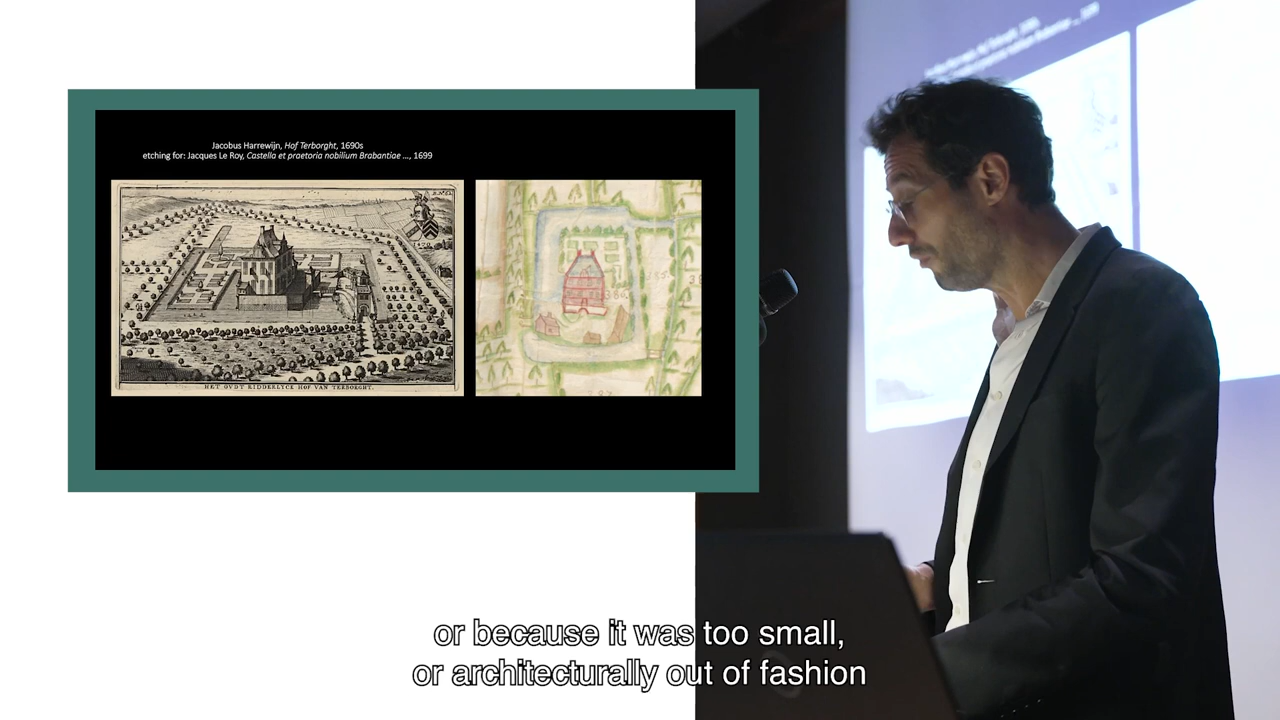 Jacobus Harrewijn, Hof Terborght, 1690s
etching for: Jacques Le Roy, Castella et praetoria nobilium Brabantiae ..., 1699
HET OVDT RIDDERLYCK HOF VAN TERBORGHT.
or because it was too small,
or architecturally out of fashion